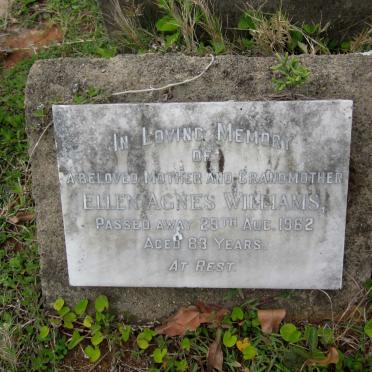 In Loving Memory
of
A beloved Mother and Grandmother
ELLEN AGNES WILLIAMS,
Passed away 29th Aug. 1962
Aged 83 Years.
At Rest.